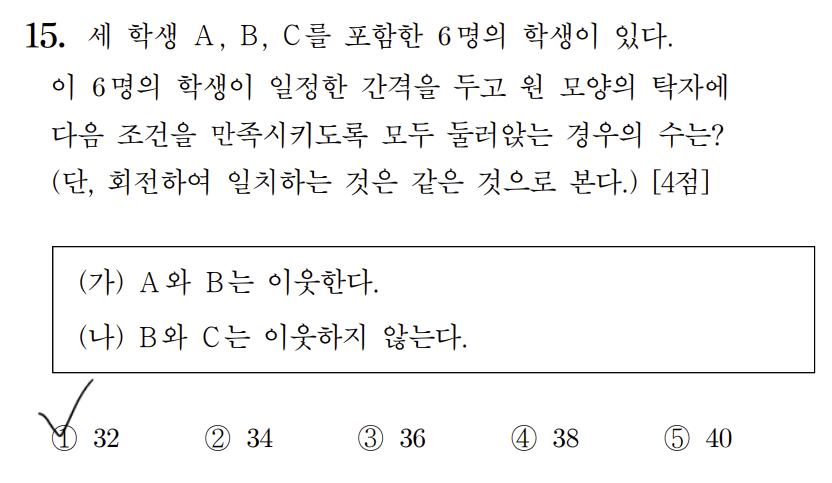 15. 세 학생 A, B, C를 포함한 6명의 학생이 있다.
이 6명의 학생이 일정한 간격을 두고 원 모양의 탁자에
다음 조건을 만족시키도록 모두 둘러앉는 경우의 수는?
(단, 회전하여 일치하는 것은 같은 것으로 본다.) [4점]
(가) A와 B는 이웃한다.
(나) B와 C는 이웃하지 않는다.
① 32 ② 34 ③ 36 ④ 38 ⑤ 40